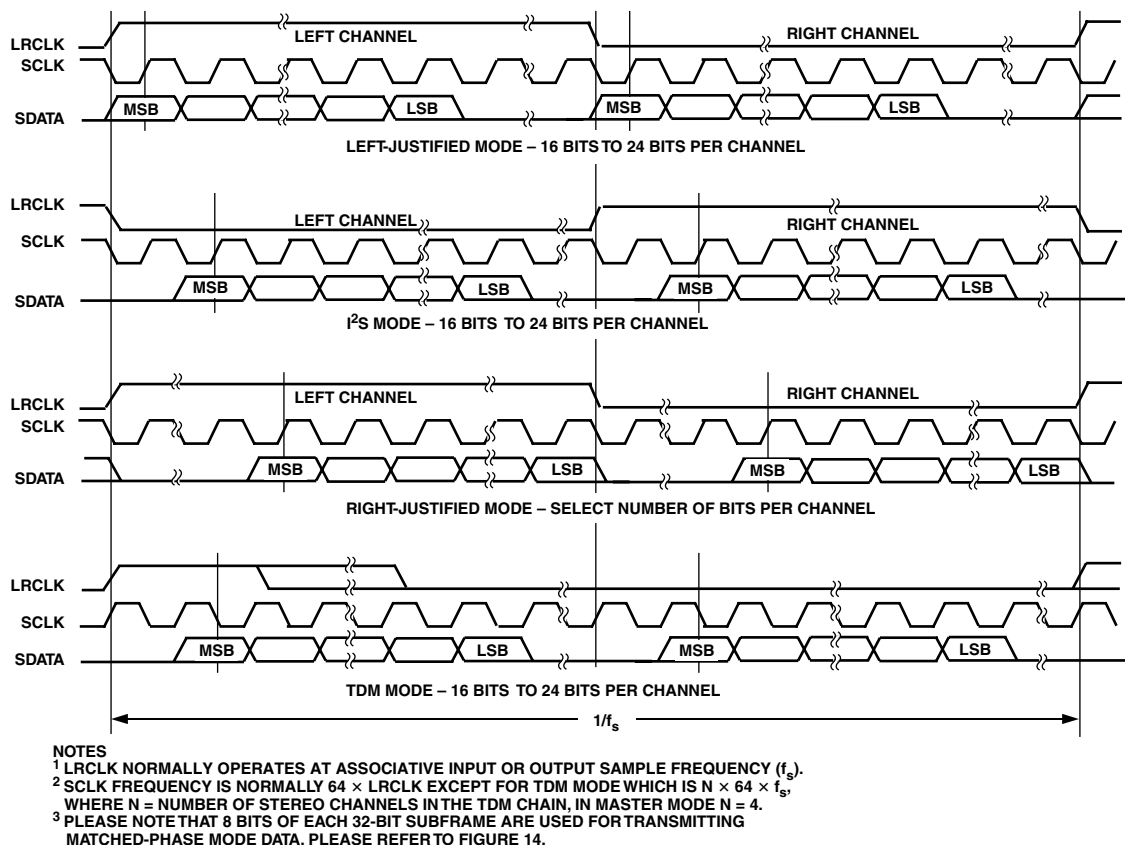 LRCLK
LEFT CHANNEL
RIGHT CHANNEL
SCLK
SDATA
MSB
LSB
MSB
LSB
LEFT-JUSTIFIED MODE – 16 BITS TO 24 BITS PER CHANNEL
LRCLK
LEFT CHANNEL
RIGHT CHANNEL
SCLK
SDATA
MSB
LSB
MSB
LSB
I²S MODE – 16 BITS TO 24 BITS PER CHANNEL
LRCLK
LEFT CHANNEL
RIGHT CHANNEL
SCLK
SDATA
MSB
LSB
MSB
LSB
RIGHT-JUSTIFIED MODE – SELECT NUMBER OF BITS PER CHANNEL
LRCLK
SCLK
SDATA
MSB
LSB
MSB
LSB
TDM MODE – 16 BITS TO 24 BITS PER CHANNEL
1/fs
NOTES
1 LRCLK NORMALLY OPERATES AT ASSOCIATIVE INPUT OR OUTPUT SAMPLE FREQUENCY (fs).
2 SCLK FREQUENCY IS NORMALLY 64 × LRCLK EXCEPT FOR TDM MODE WHICH IS N × 64 × fs,
WHERE N = NUMBER OF STEREO CHANNELS IN THE TDM CHAIN, IN MASTER MODE N = 4.
3 PLEASE NOTE THAT 8 BITS OF EACH 32-BIT SUBFRAME ARE USED FOR TRANSMITTING
MATCHED-PHASE MODE DATA. PLEASE REFER TO FIGURE 14.